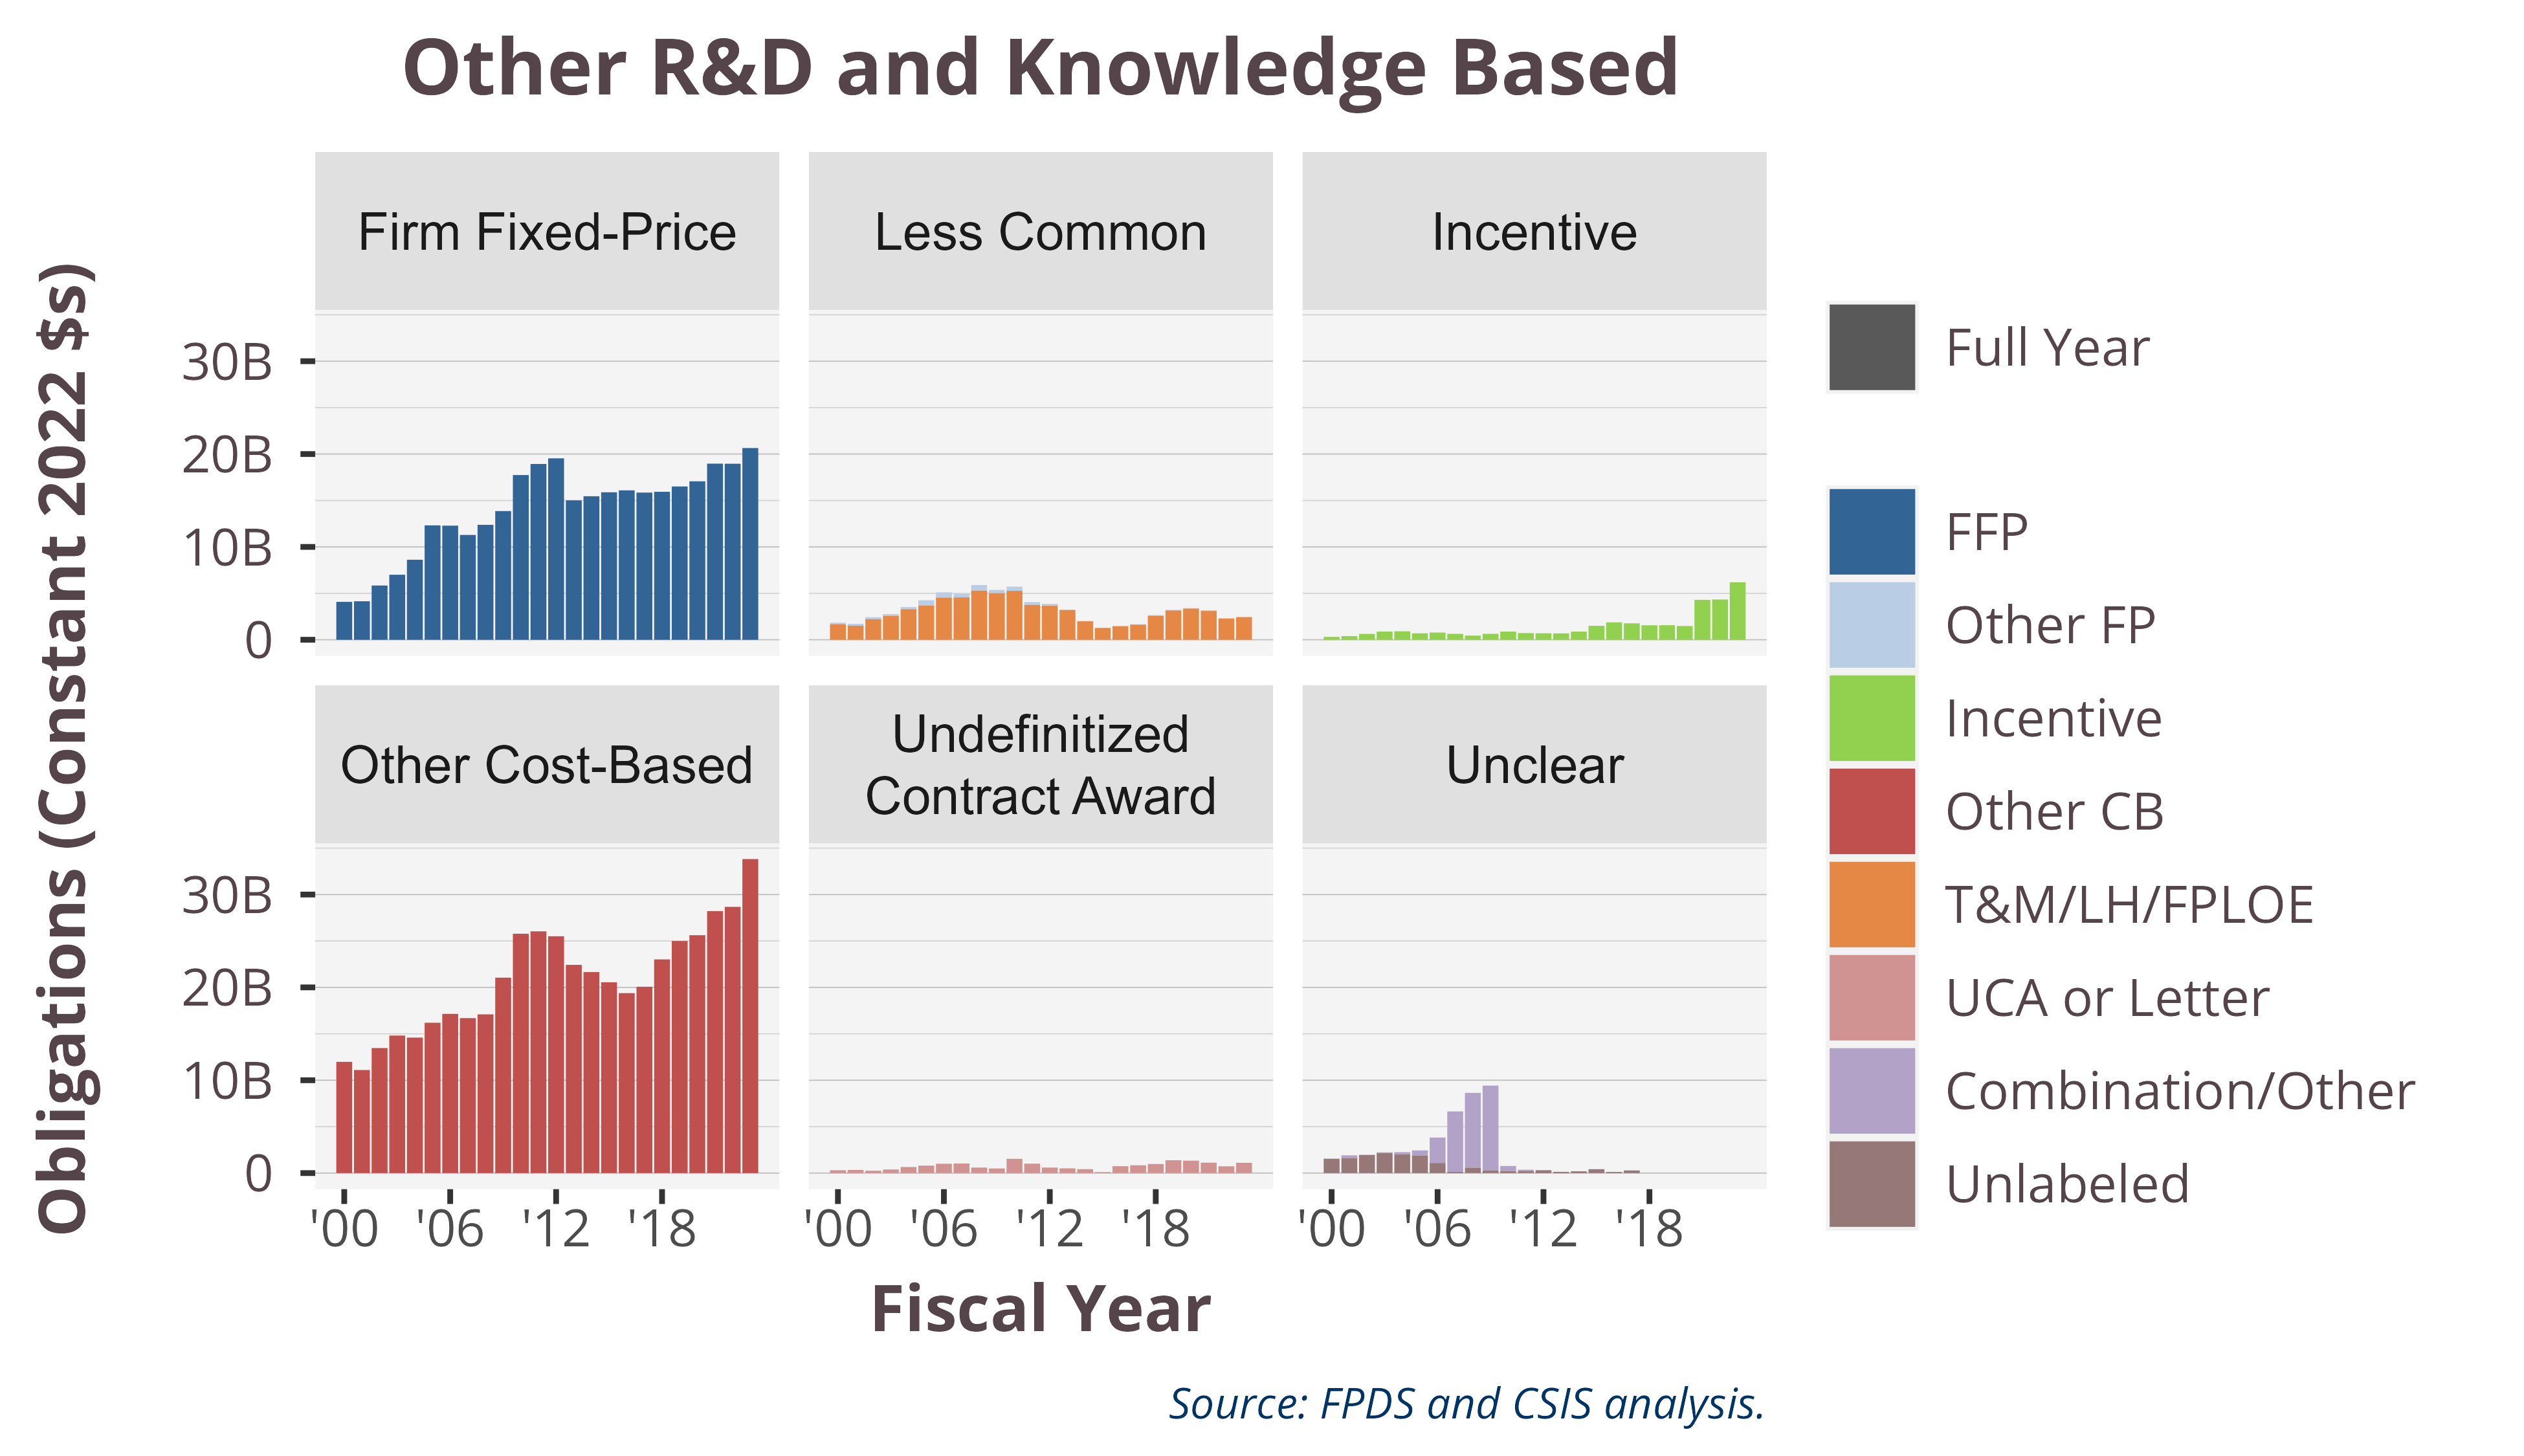 Other R&D and Knowledge Based
Obligations (Constant 2022 $s)
Firm Fixed-Price
Less Common
Incentive
30B
20B
10B
0
Other Cost-Based
Undefinitized
Contract Award
Unclear
30B
20B
10B
0
'00 '06 '12 '18
'00 '06 '12 '18
'00 '06 '12 '18
Fiscal Year
Full Year
FFP
Other FP
Incentive
Other CB
T&M/LH/FPLOE
UCA or Letter
Combination/Other
Unlabeled
Source: FPDS and CSIS analysis.